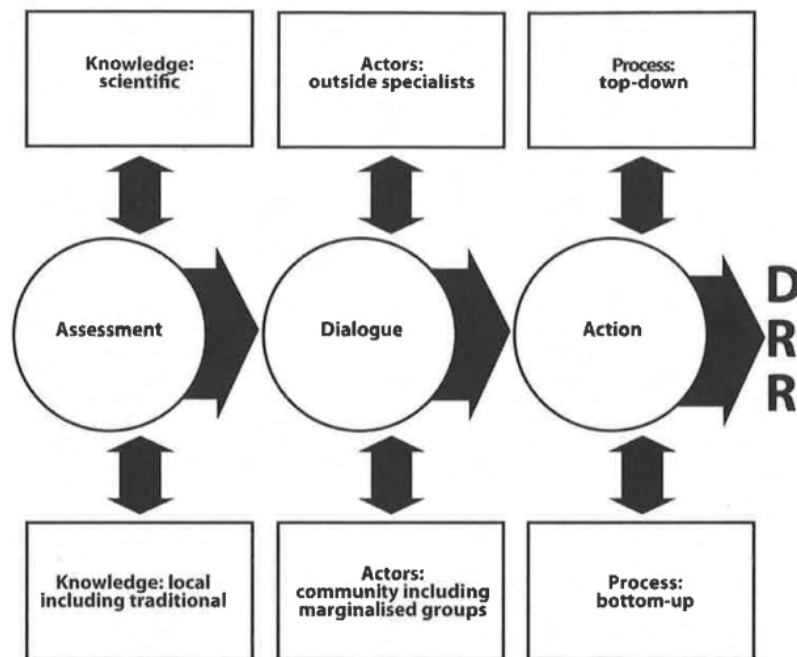 Knowledge:
scientific
Actors:
outside specialists
Process:
top-down
Assessment
Dialogue
Action
D
R
R
Knowledge: local
including traditional
Actors:
community including
marginalised groups
Process:
bottom-up